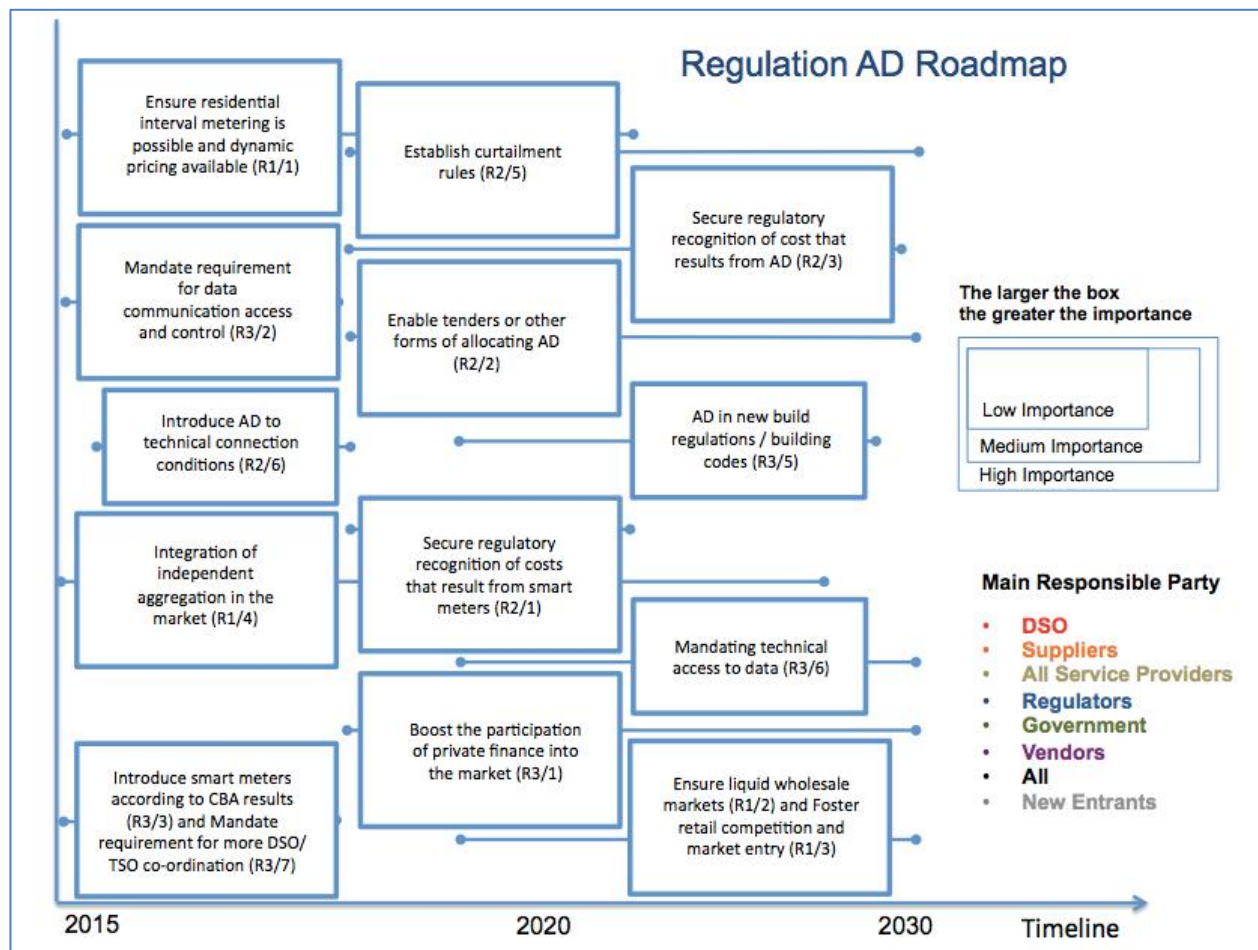 Regulation AD Roadmap
Ensure residential
interval metering is
possible and dynamic
pricing available (R1/1)
Establish curtailment
rules (R2/5)
Secure regulatory
recognition of cost that
results from AD (R2/3)
Mandate requirement
for data
communication access
and control (R3/2)
Enable tenders or other
forms of allocating AD
(R2/2)
Introduce AD to
technical connection
conditions (R2/6)
AD in new build
regulations / building
codes (R3/5)
Integration of
independent
aggregation in the
market (R1/4)
Secure regulatory
recognition of costs
that result from smart
meters (R2/1)
Mandating technical
access to data (R3/6)
Boost the participation
of private finance into
the market (R3/1)
Introduce smart meters
according to CBA results
(R3/3) and Mandate
requirement for more DSO/
TSO co-ordination (R3/7)
Ensure liquid wholesale
markets (R1/2) and Foster
retail competition and
market entry (R1/3)
The larger the box
the greater the importance
Low Importance
Medium Importance
High Importance
Main Responsible Party
• DSO
• Suppliers
• All Service Providers
• Regulators
• Government
• Vendors
• All
• New Entrants
2015
2020
2030
Timeline